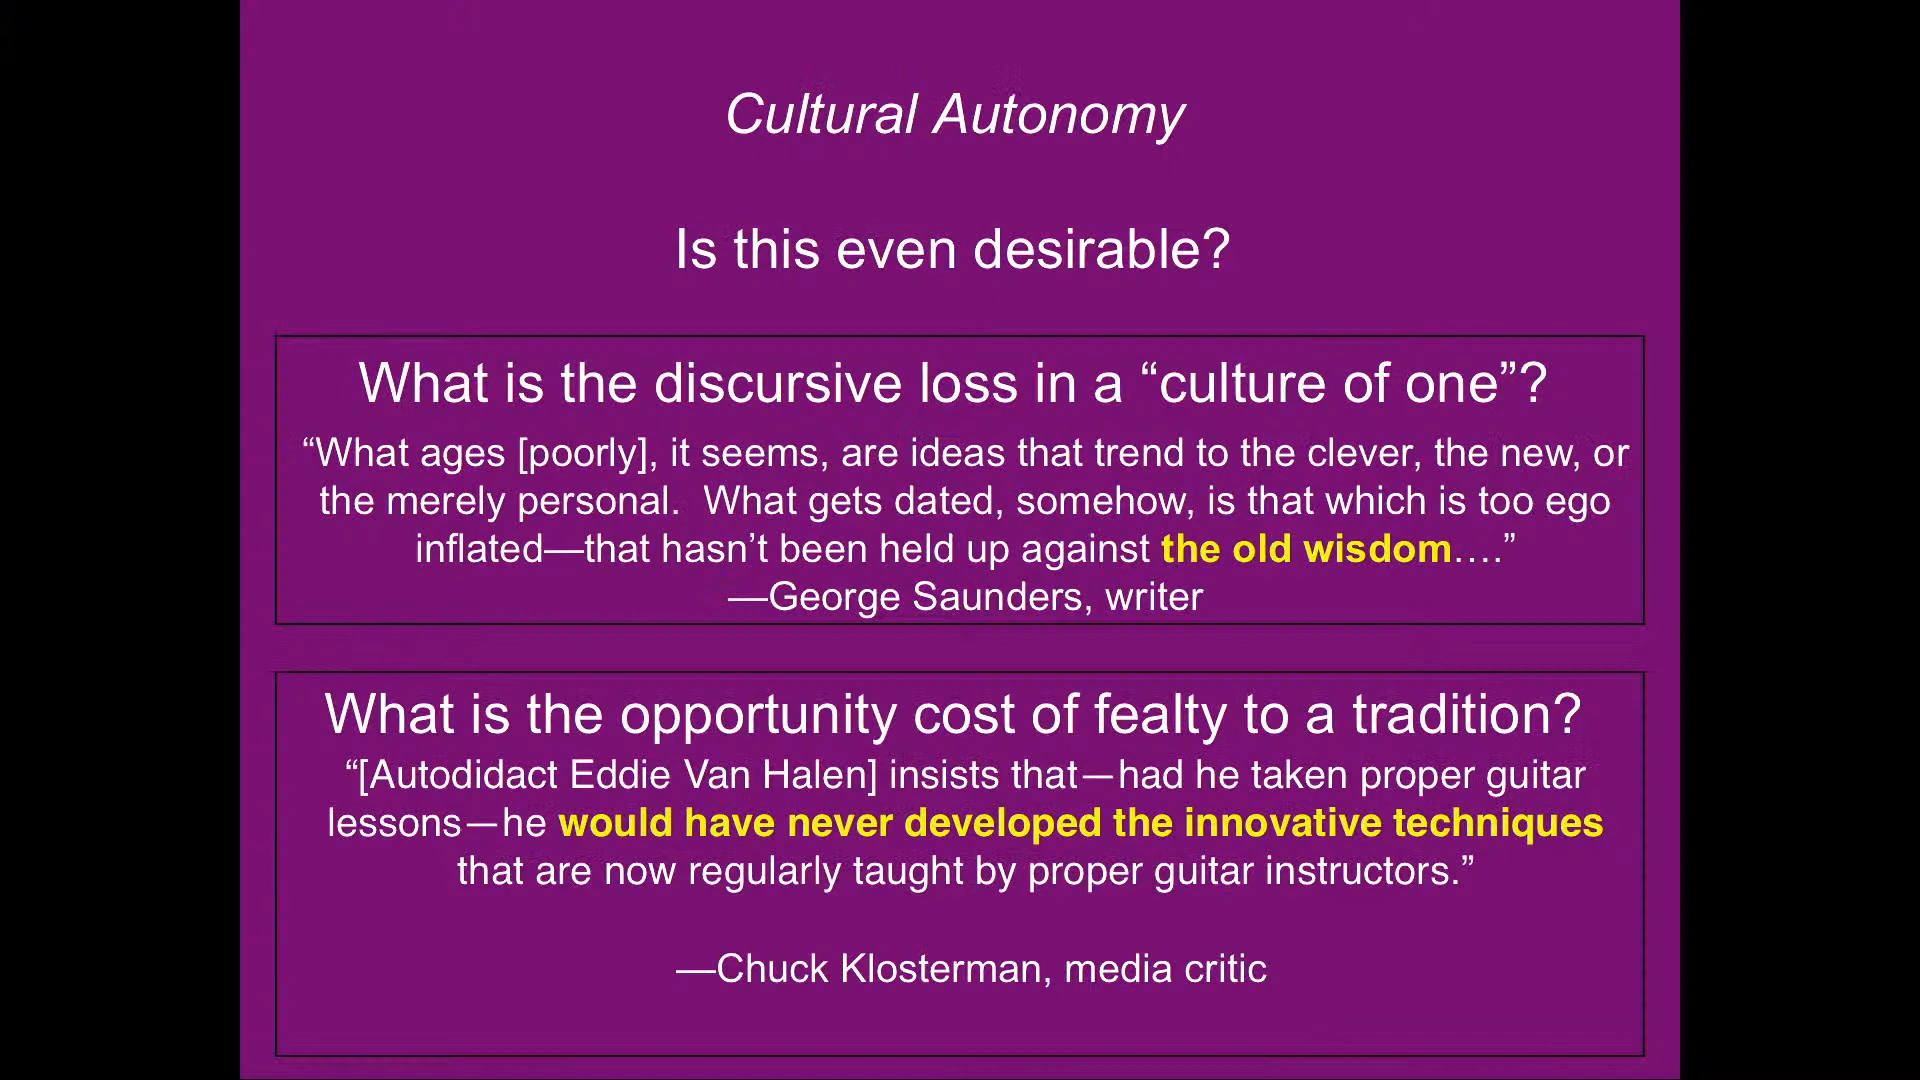 Cultural Autonomy
Is this even desirable?
What is the discursive loss in a “culture of one”?
“What ages [poorly], it seems, are ideas that trend to the clever, the new, or
the merely personal.  What gets dated, somehow, is that which is too ego
inflated—that hasn’t been held up against the old wisdom….”
—George Saunders, writer
What is the opportunity cost of fealty to a tradition?
“[Autodidact Eddie Van Halen] insists that—had he taken proper guitar
lessons—he would have never developed the innovative techniques
that are now regularly taught by proper guitar instructors.”
—Chuck Klosterman, media critic